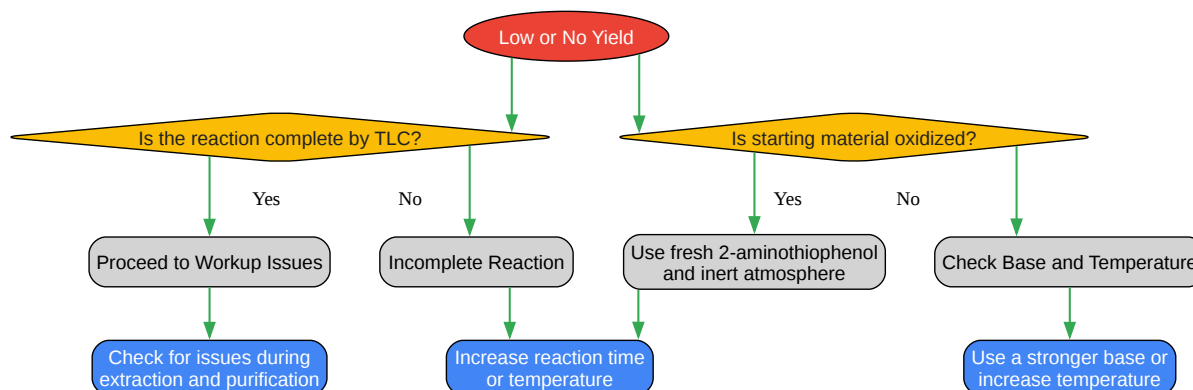 Low or No Yield
Is the reaction complete by TLC?
Is starting material oxidized?
Yes
No
Yes
No
Proceed to Workup Issues
Incomplete Reaction
Use fresh 2-aminothiophenol
and inert atmosphere
Check Base and Temperature
Check for issues during
extraction and purification
Increase reaction time
or temperature
Use a stronger base or
increase temperature